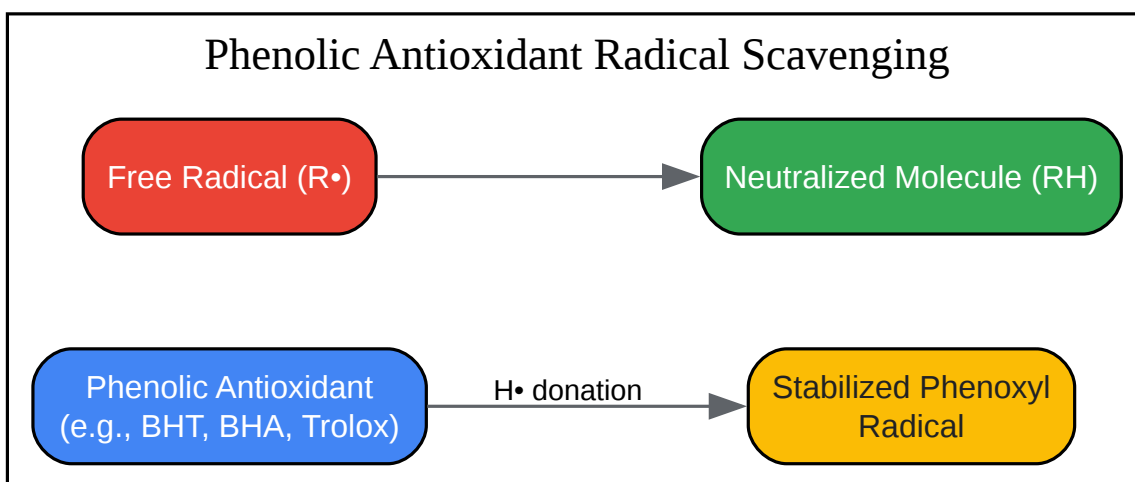 Phenolic Antioxidant Radical Scavenging
Free Radical (R•)
Neutralized Molecule (RH)
Phenolic Antioxidant
(e.g., BHT, BHA, Trolox)
H• donation
Stabilized Phenoxyl
Radical